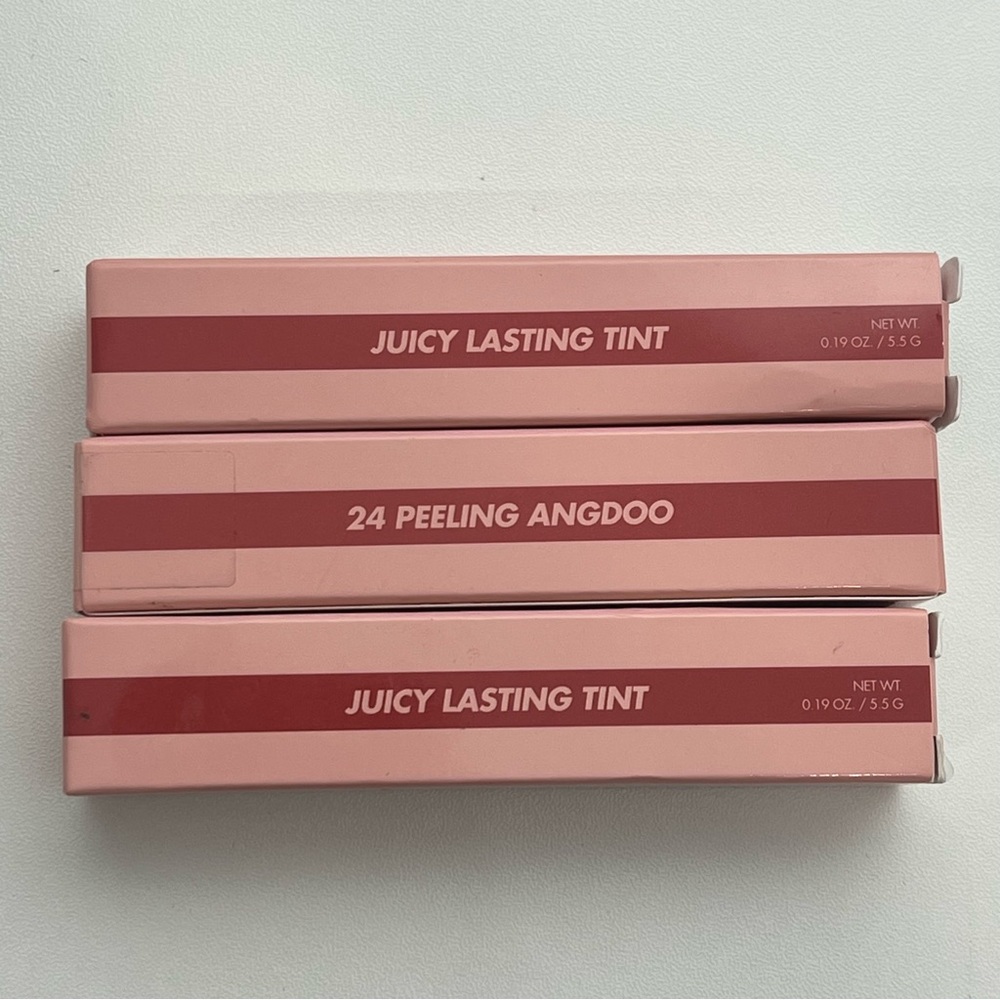 JUICY LASTING TINT
NET WT.
0.19 OZ. / 5.5 G
24 PEELING ANGDOO
JUICY LASTING TINT
NET WT.
0.19 OZ. / 5.5 G